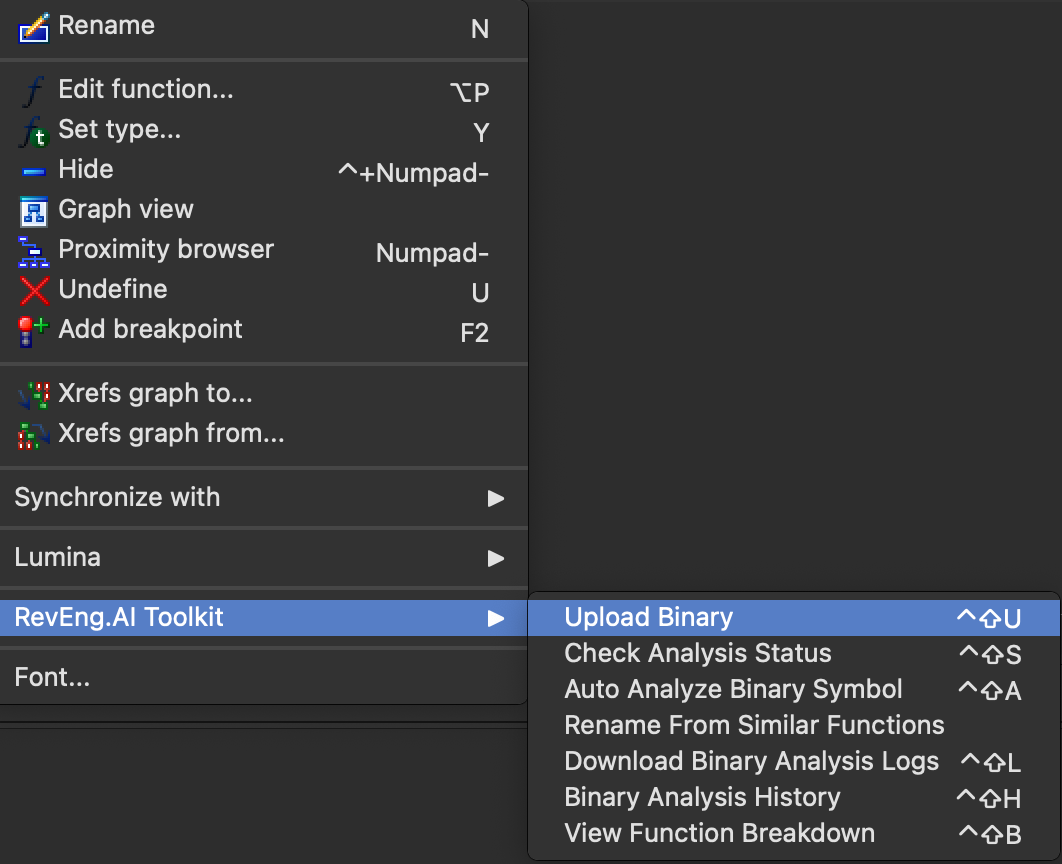 Rename N
Edit function... ⌥P
Set type... Y
Hide ^+Numpad-
Graph view
Proximity browser Numpad-
Undefine U
Add breakpoint F2
Xrefs graph to...
Xrefs graph from...
Synchronize with ▶
Lumina ▶
RevEng.AI Toolkit ▶
Font...
Upload Binary ^⇧U
Check Analysis Status ^⇧S
Auto Analyze Binary Symbol ^⇧A
Rename From Similar Functions
Download Binary Analysis Logs ^⇧L
Binary Analysis History ^⇧H
View Function Breakdown ^⇧B